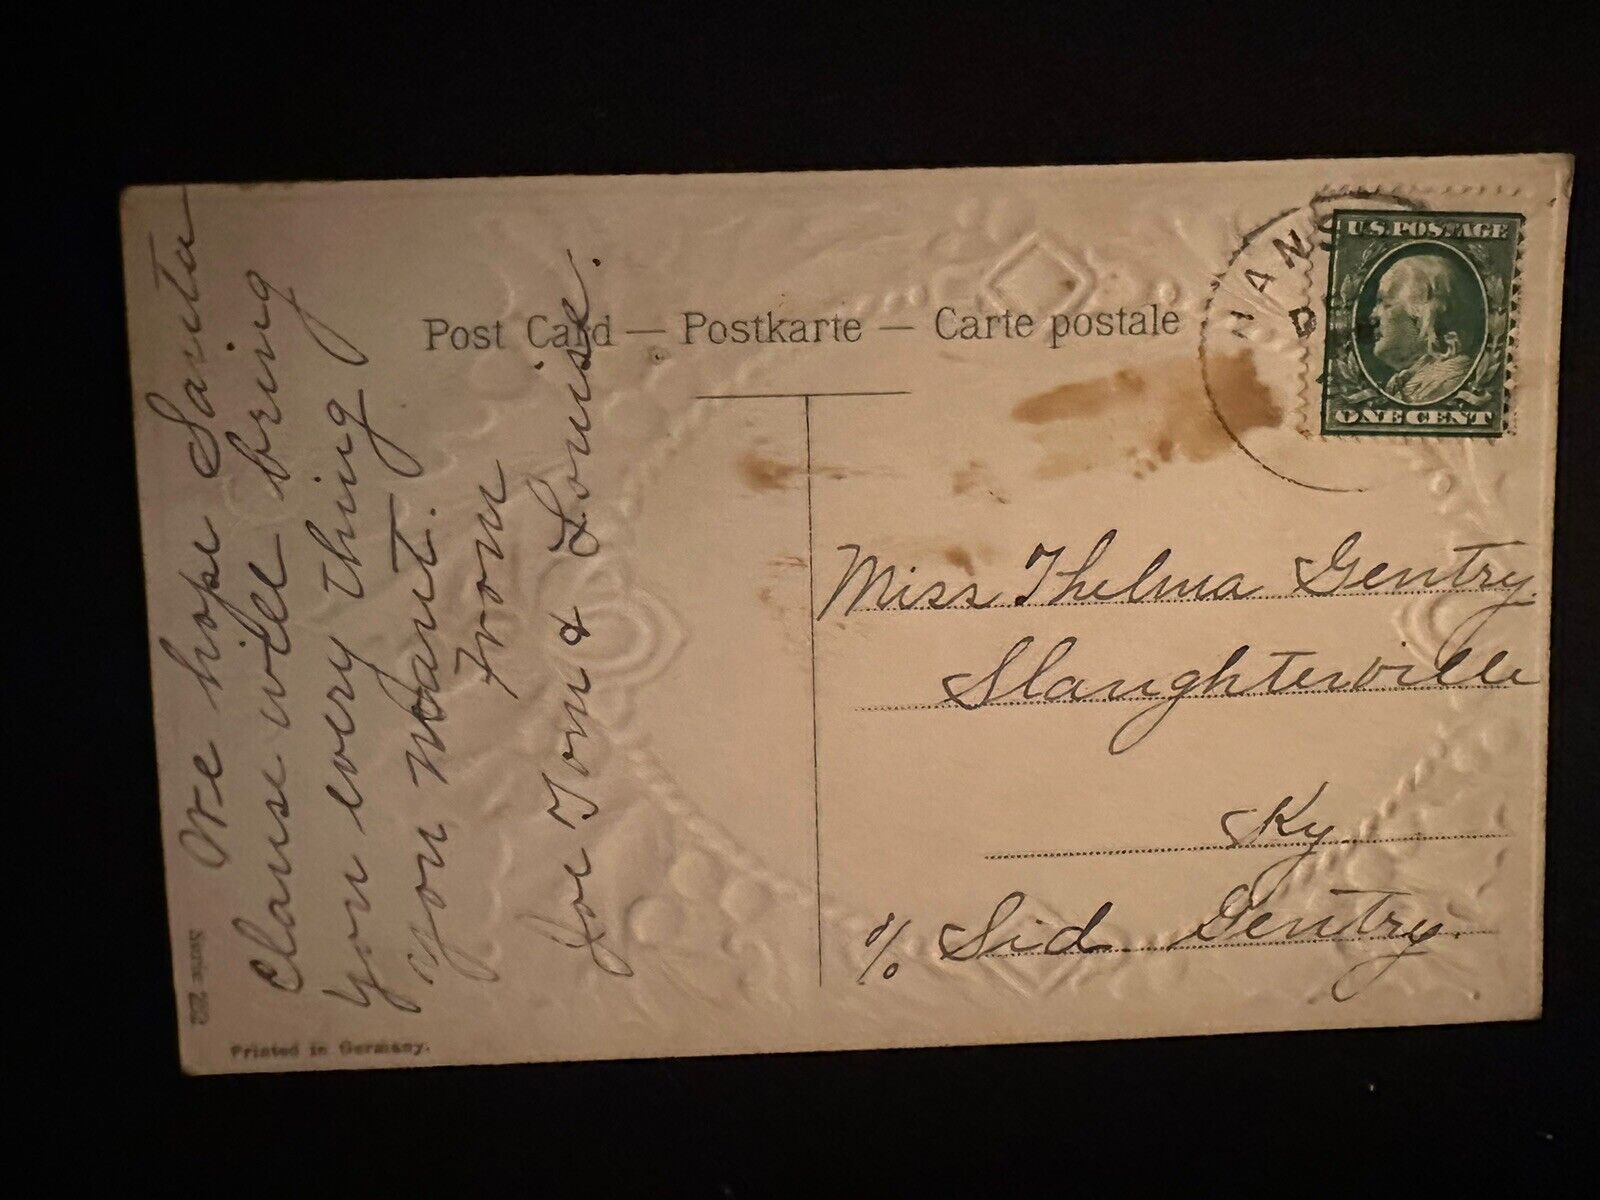 Post Card — Postkarte — Carte postale
U.S. POSTAGE
ONE CENT
We hope Santa
Clause will bring
you every thing
you want.
From
Joe Tom & Louise.
Miss Thelma Gentry
Slaughterville
Ky.
c/o Sid Gentry.
Printed in Germany.